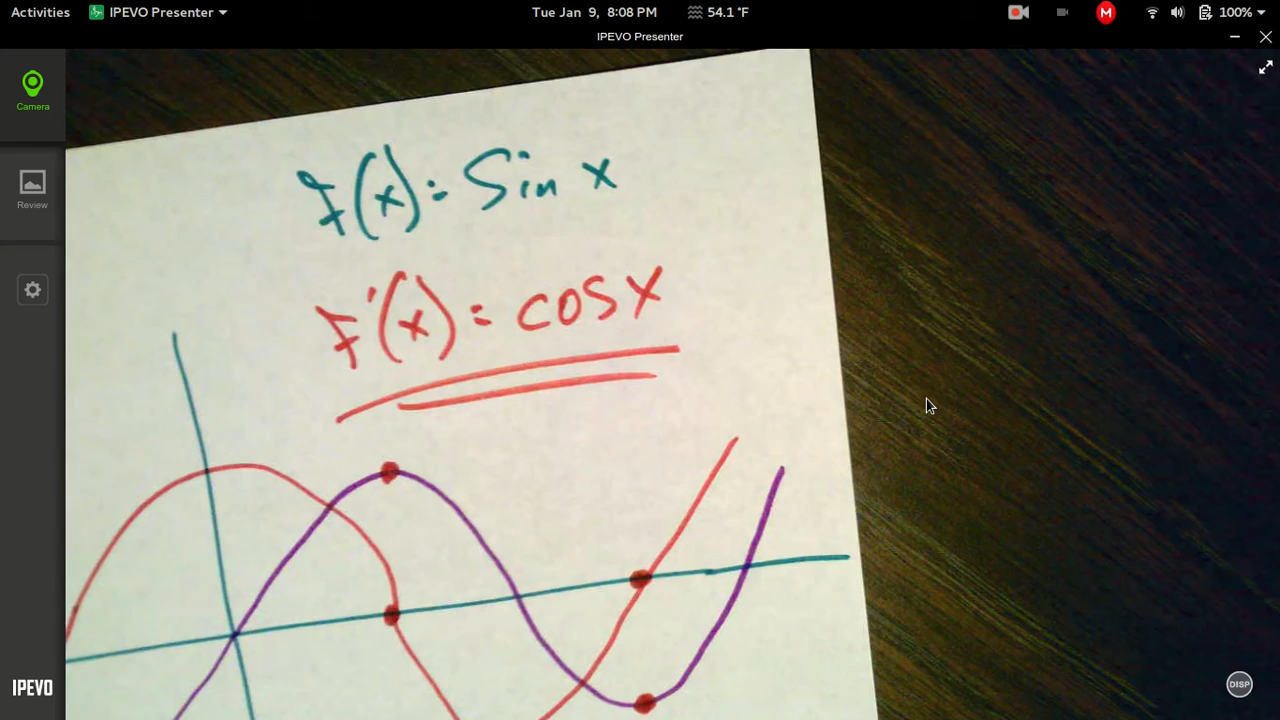 Activities IPEVO Presenter Tue Jan 9, 8:08 PM 54.1 °F M 100%
IPEVO Presenter
Camera
Review
f(x) = Sin x
f'(x) = cos x
IPEVO
DISP